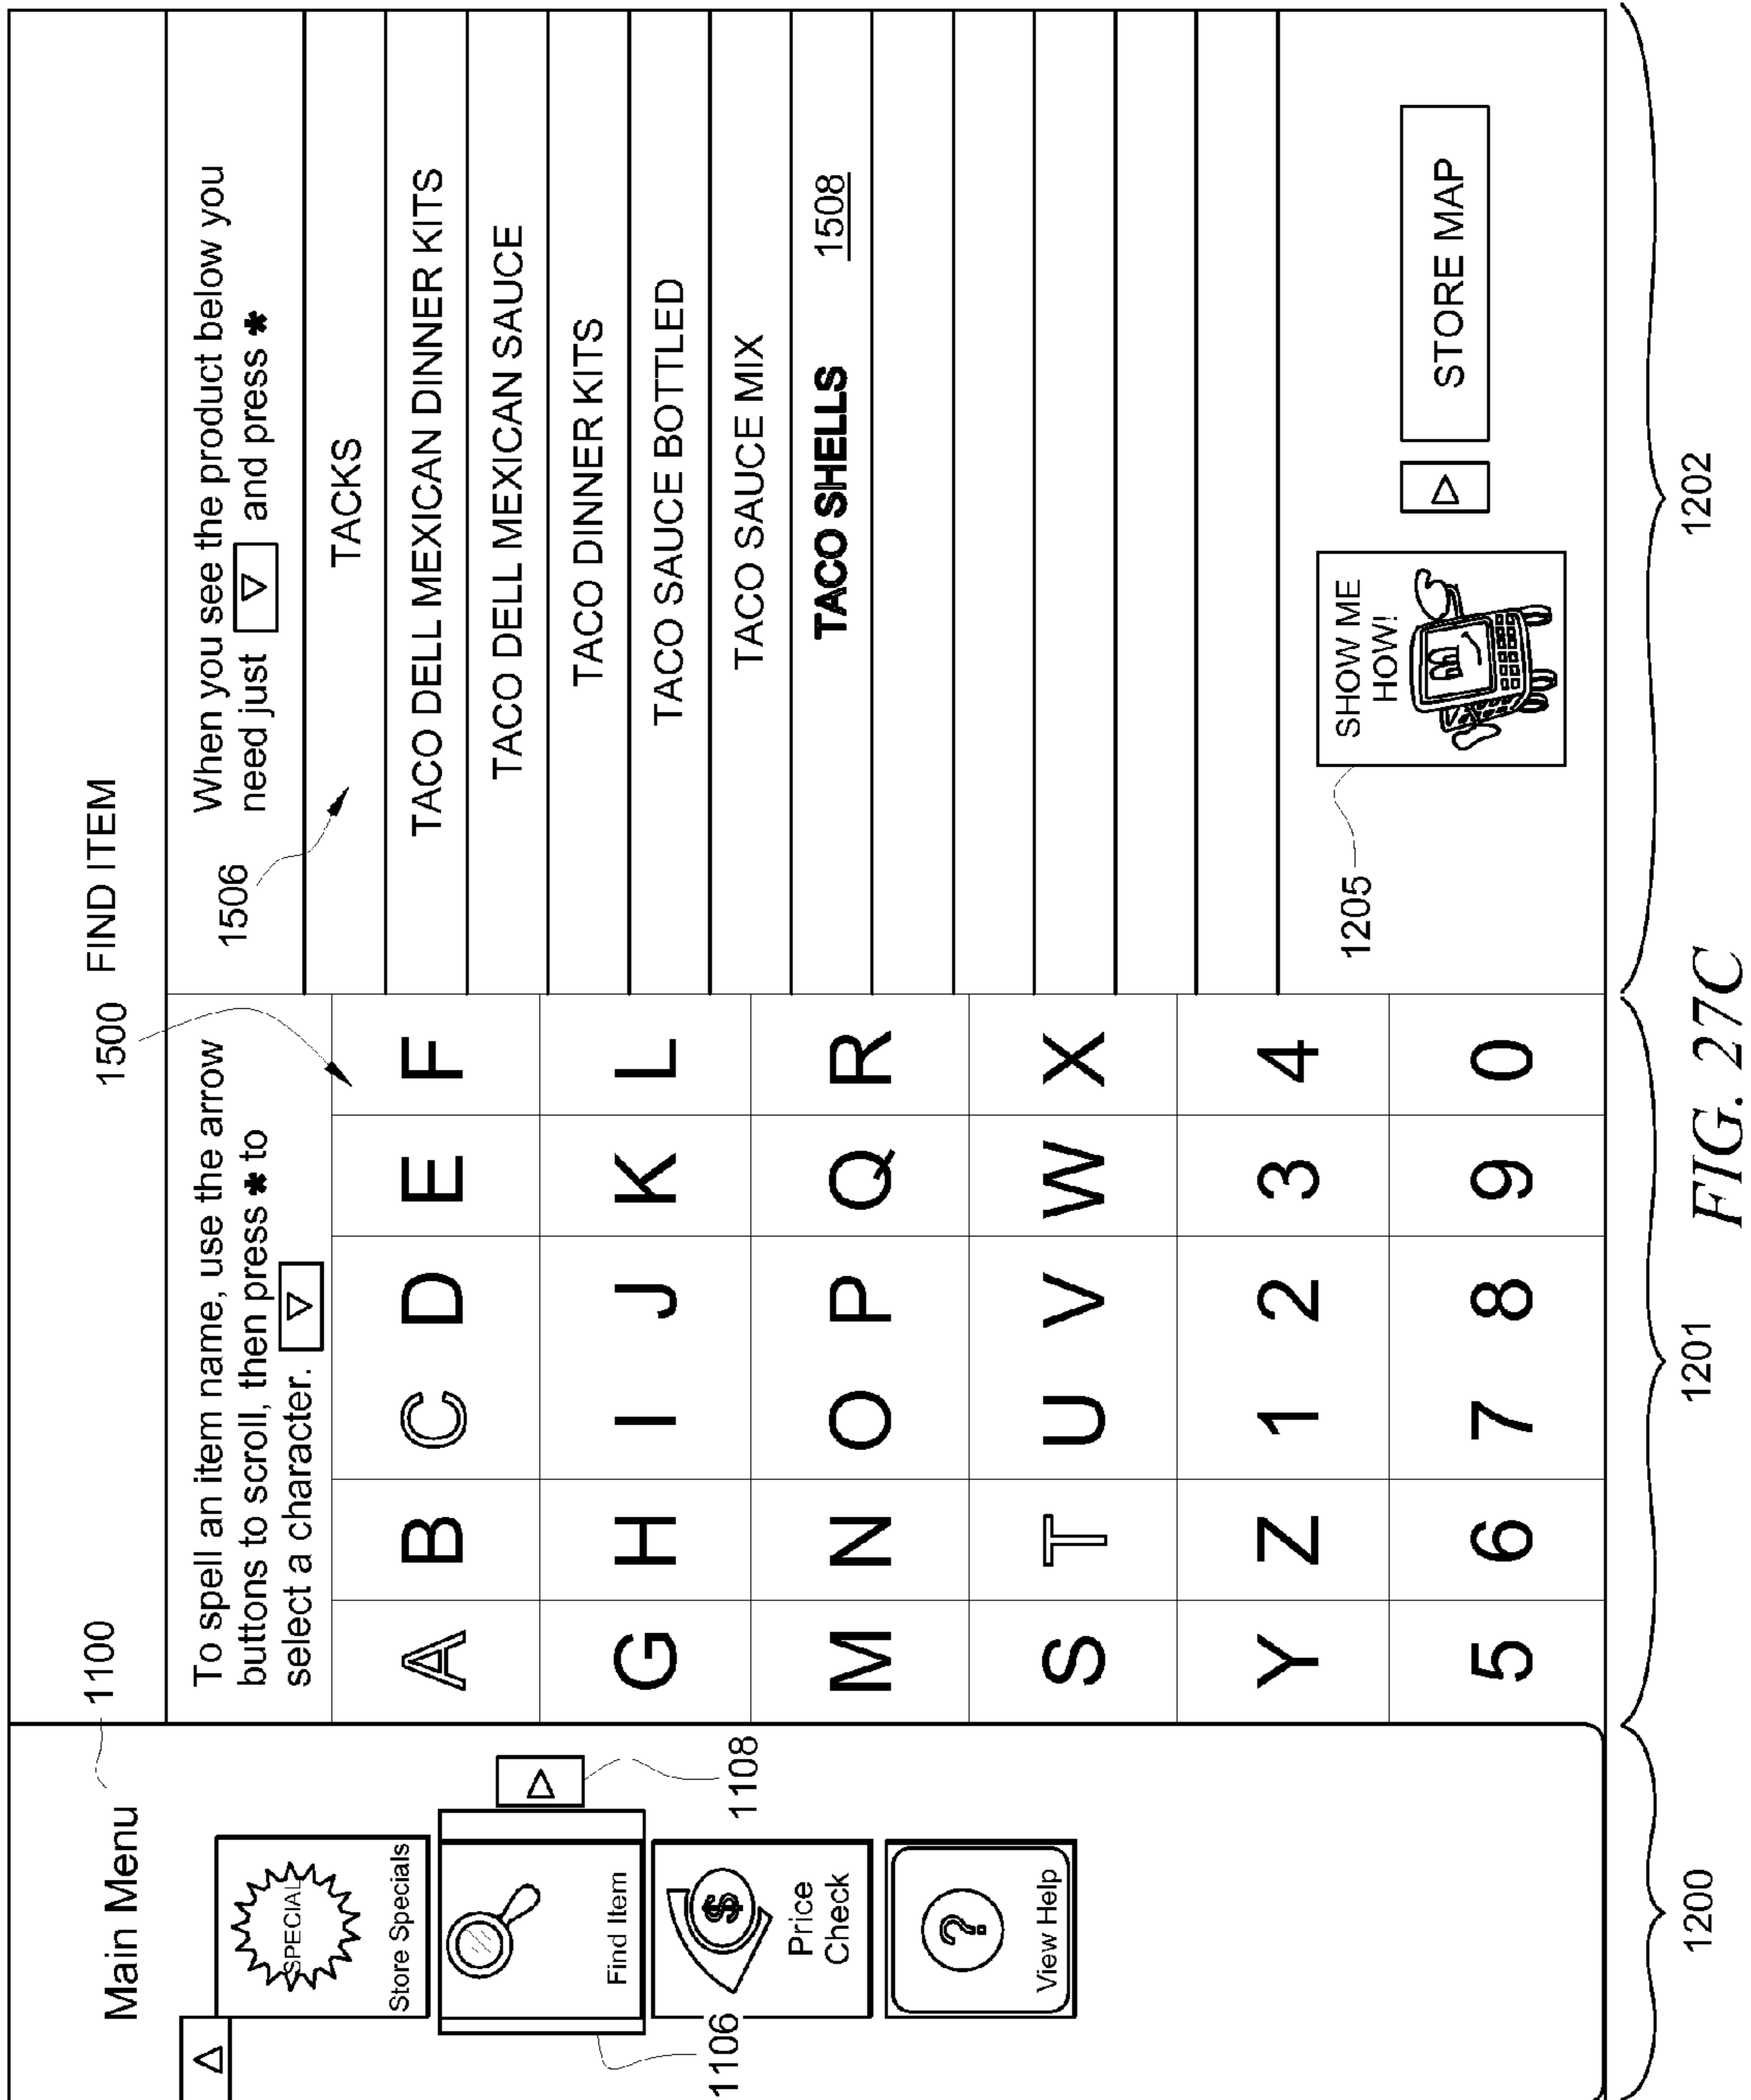 Main Menu
1100
SPECIAL
Store Specials
Find Item
1108
1106
$
Price
Check
?
View Help
1500
FIND ITEM
To spell an item name, use the arrow
buttons to scroll, then press * to
select a character.
A B C D E F
G H I J K L
M N O P Q R
S T U V W X
Y Z 1 2 3 4
5 6 7 8 9 0
1506
When you see the product below you
need just and press *
TACKS
TACO DELL MEXICAN DINNER KITS
TACO DELL MEXICAN SAUCE
TACO DINNER KITS
TACO SAUCE BOTTLED
TACO SAUCE MIX
TACO SHELLS 1508
1205
SHOW ME
HOW!
STORE MAP
1200
1201
1202
FIG. 27C